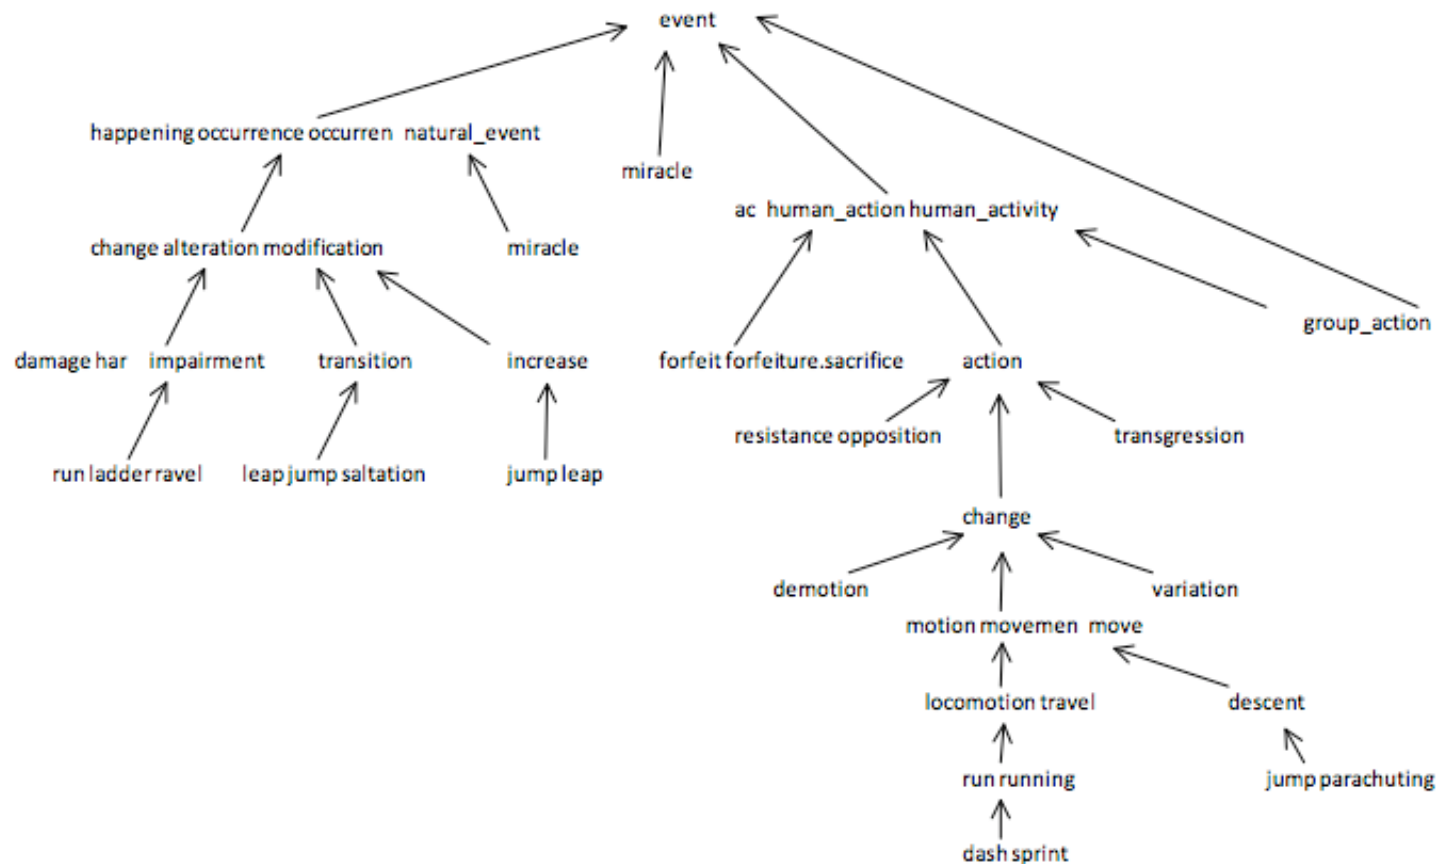 event
happening occurrence occurren natural_event
miracle
ac human_action human_activity
change alteration modification
miracle
group_action
damage har impairment
transition
increase
forfeit forfeiture.sacrifice
action
resistance opposition
transgression
run ladder ravel
leap jump saltation
jump leap
change
demotion
variation
motion movemen move
locomotion travel
descent
run running
jump parachuting
dash sprint